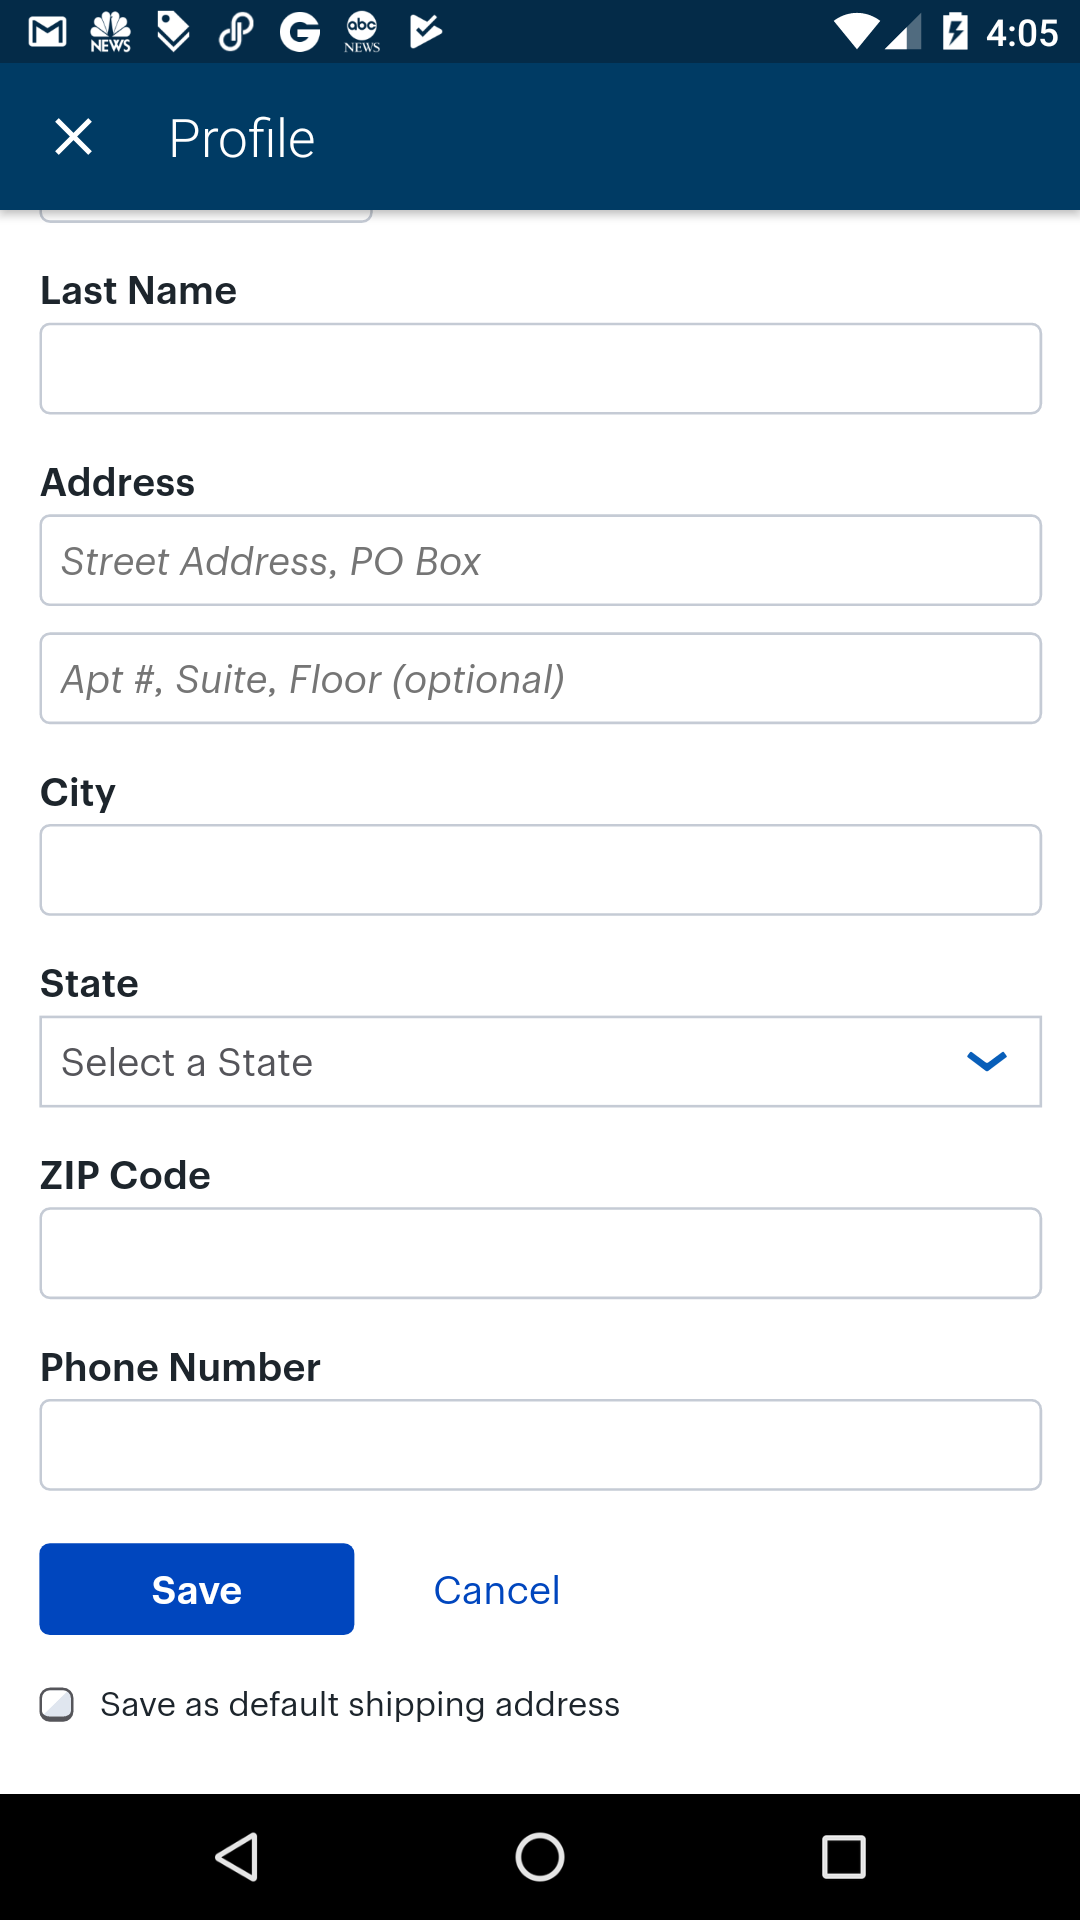 NEWS
abc
NEWS
4:05
Profile
Last Name
Address
Street Address, PO Box
Apt #, Suite, Floor (optional)
City
State
Select a State
ZIP Code
Phone Number
Save
Cancel
Save as default shipping address